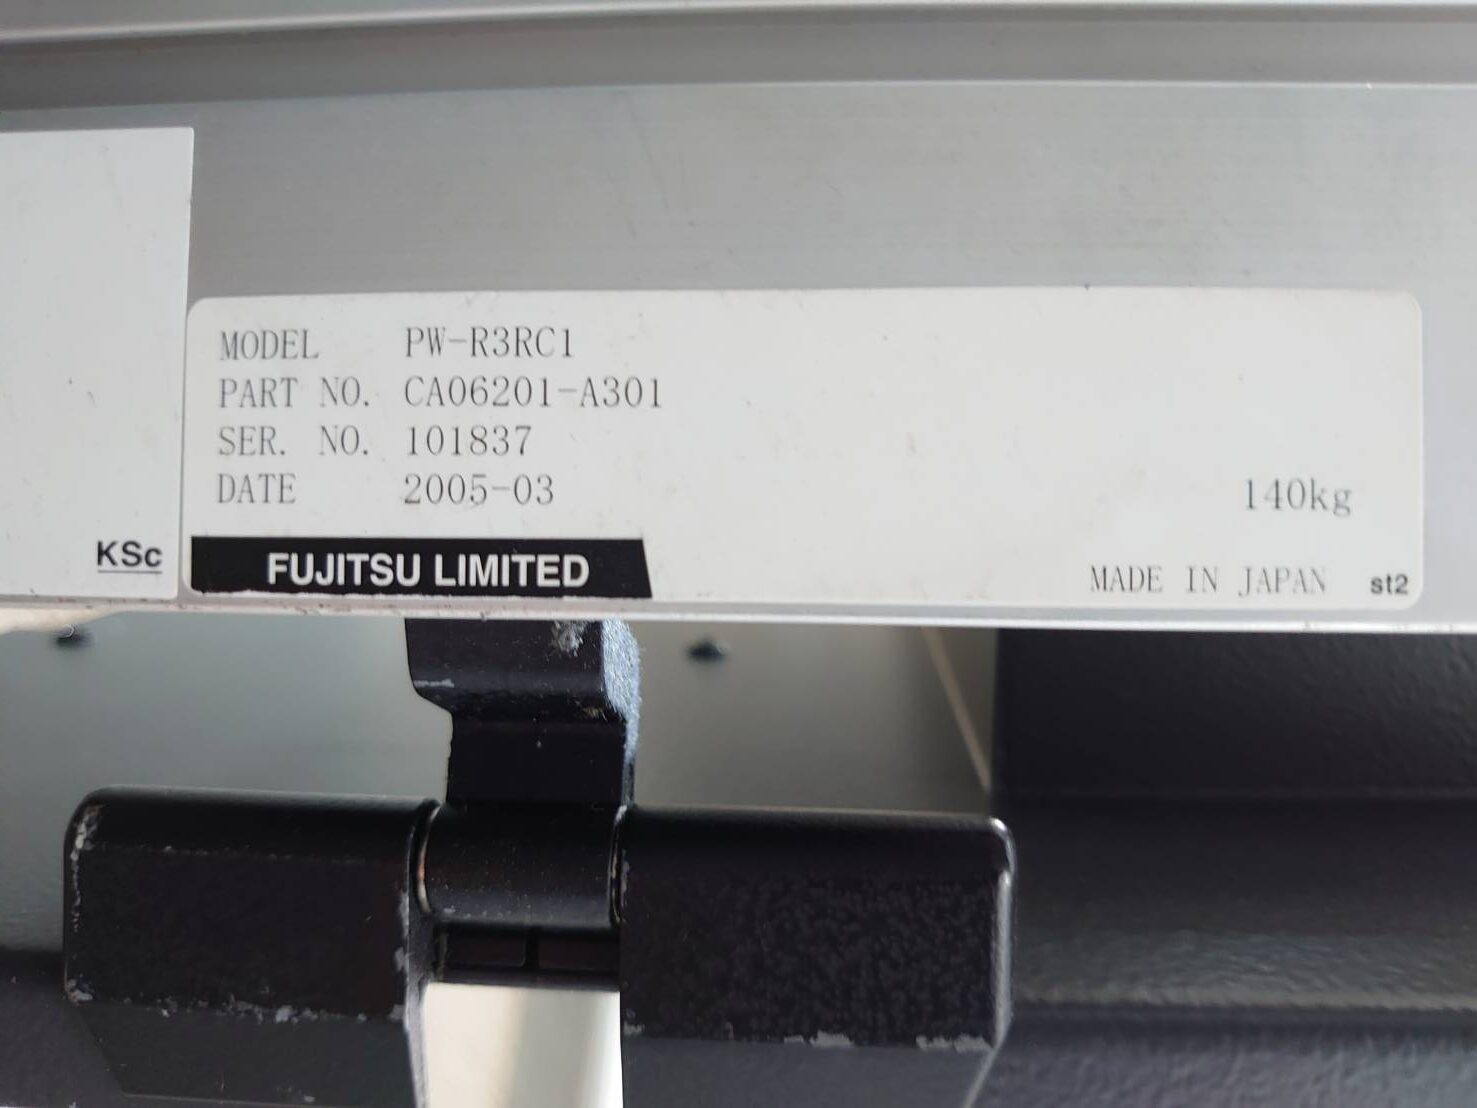 MODEL PW-R3RC1
PART NO. CA06201-A301
SER. NO. 101837
DATE 2005-03
140kg
KSc
FUJITSU LIMITED
MADE IN JAPAN st2